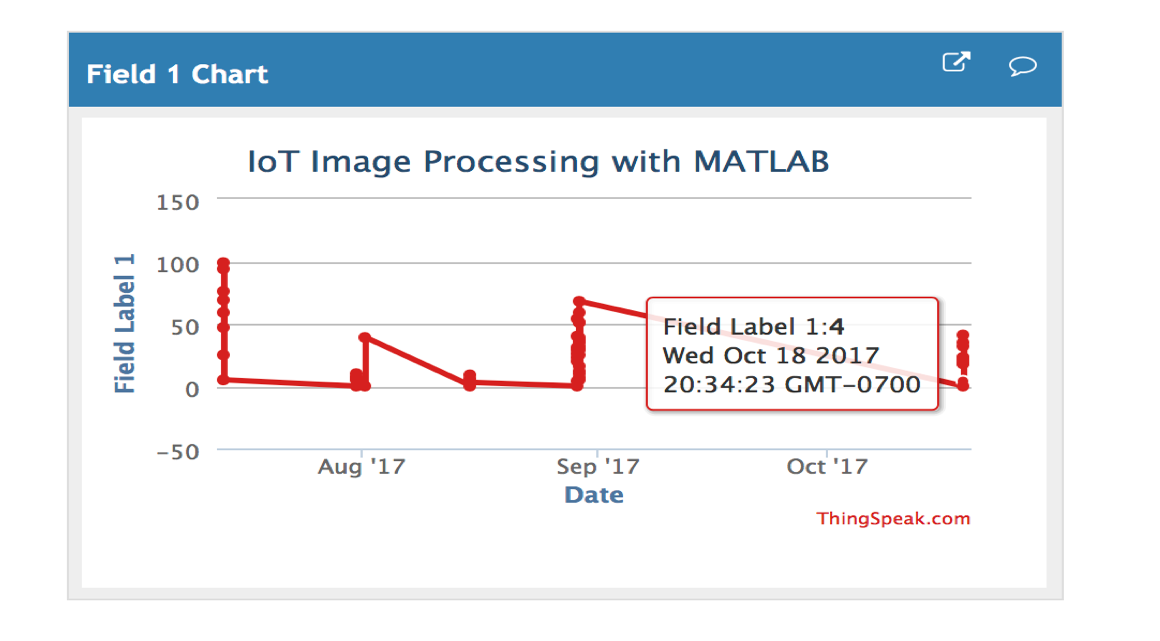 Field 1 Chart
IoT Image Processing with MATLAB
150
100
50
0
−50
Field Label 1
Field Label 1:4
Wed Oct 18 2017
20:34:23 GMT−0700
Aug '17
Sep '17
Oct '17
Date
ThingSpeak.com